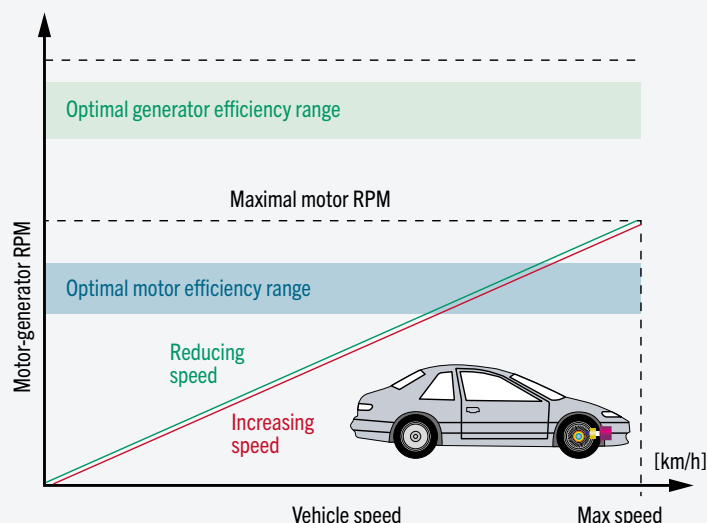 Optimal generator efficiency range
Maximal motor RPM
Motor-generator RPM
Optimal motor efficiency range
Reducing
speed
Increasing
speed
[km/h]
Vehicle speed
Max speed